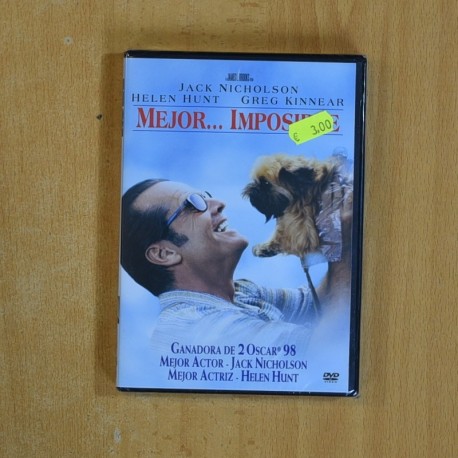 JACK NICHOLSON
HELEN HUNT GREG KINNEAR
MEJOR...
€ 3,00
GANADORA DE 2 OSCAR® 98
MEJOR ACTOR - JACK NICHOLSON
MEJOR ACTRIZ - HELEN HUNT
DVD